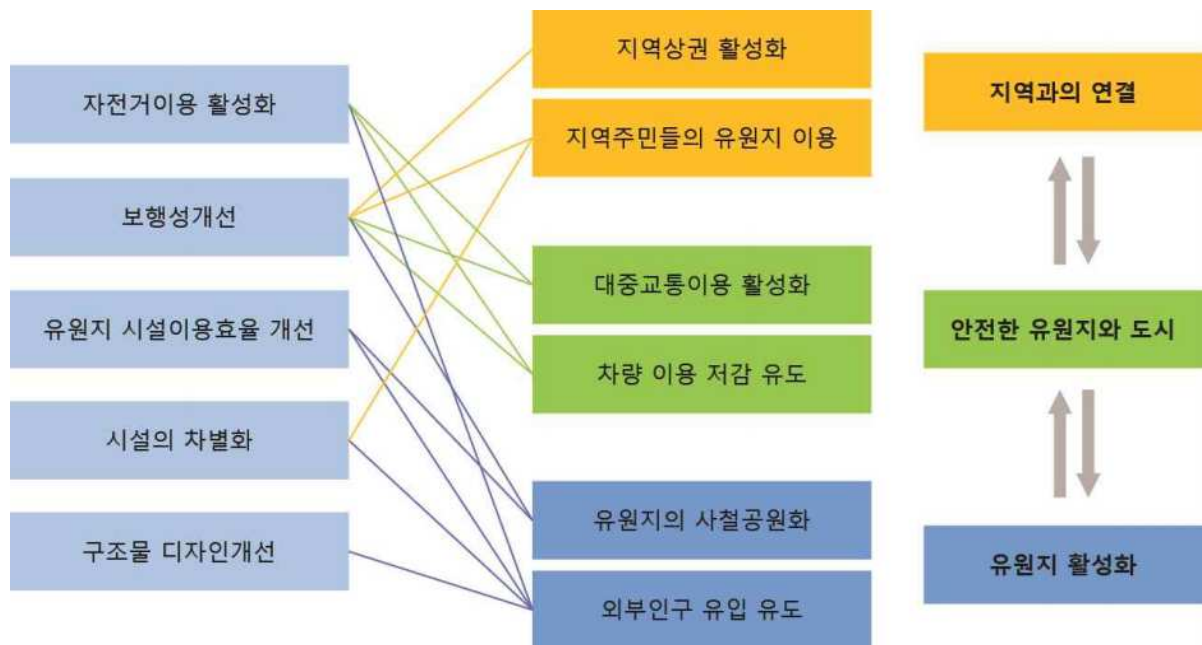 자전거이용 활성화
보행성개선
유원지 시설이용효율 개선
시설의 차별화
구조물 디자인개선
지역상권 활성화
지역주민들의 유원지 이용
대중교통이용 활성화
차량 이용 저감 유도
유원지의 사철공원화
외부인구 유입 유도
지역과의 연결
안전한 유원지와 도시
유원지 활성화